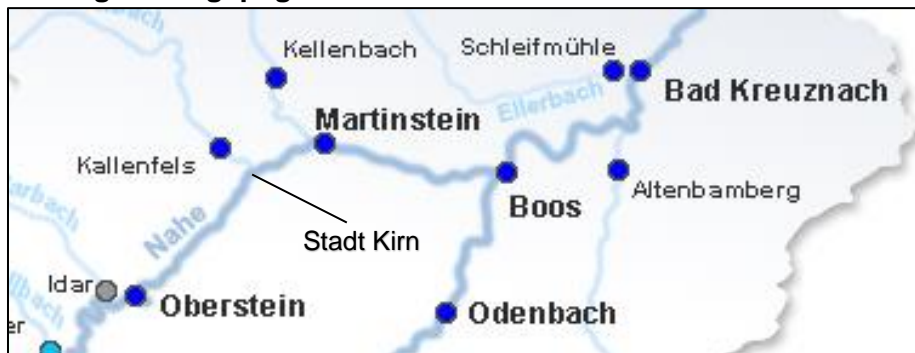 Kellenbach
Schleifmühle
Bad Kreuznach
Ellerbach
Martinstein
Kallenfels
Altenbamberg
Boos
Nahe
Stadt Kirn
Idar
Oberstein
Odenbach